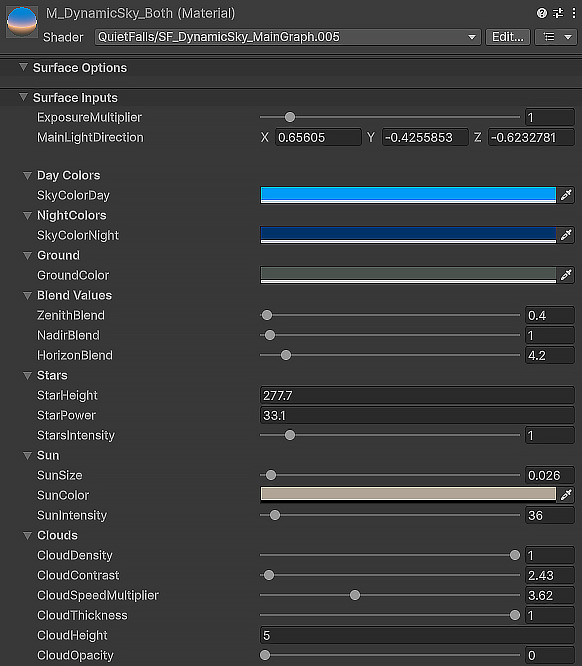 M_DynamicSky_Both (Material)
Shader QuietFalls/SF_DynamicSky_MainGraph.005 Edit...
Surface Options
Surface Inputs
ExposureMultiplier 1
MainLightDirection X 0.65605 Y -0.4255853 Z -0.6232781
Day Colors
SkyColorDay
NightColors
SkyColorNight
Ground
GroundColor
Blend Values
ZenithBlend 0.4
NadirBlend 1
HorizonBlend 4.2
Stars
StarHeight 277.7
StarPower 33.1
StarsIntensity 1
Sun
SunSize 0.026
SunColor
SunIntensity 36
Clouds
CloudDensity 1
CloudContrast 2.43
CloudSpeedMultiplier 3.62
CloudThickness 1
CloudHeight 5
CloudOpacity 0